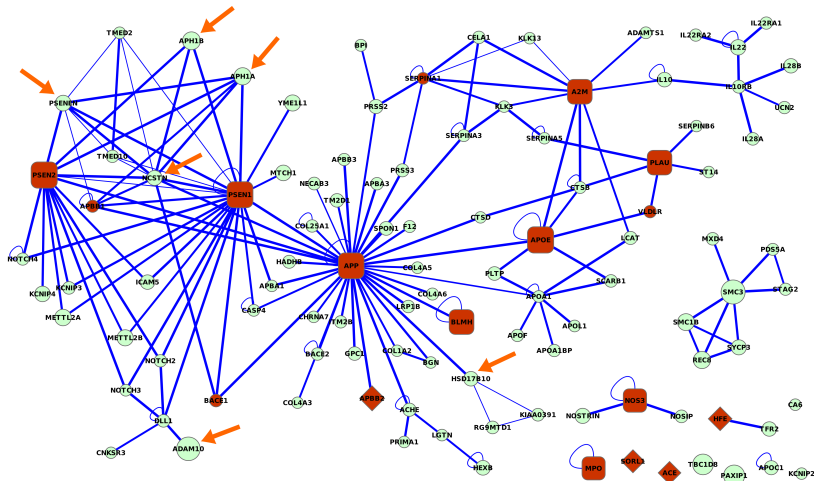 TMED2
APH1B
CELA1
KLK13
ADAMTS1
IL22RA2
IL22RA1
BPI
IL22
APH1A
SERPINA1
IL10
IL28B
A2M
IL10RB
PSENEN
YME1L1
PRSS2
KLK5
UCN2
SERPINB6
SERPINA3
SERPINA5
IL28A
TMED10
APBB3
PLAU
PSEN2
NCSTN
MTCH1
PRSS3
ST14
NECAB3
APBA3
CTSB
PSEN1
TM2D1
APBB1
VLDLR
CTSD
COL25A1
SPON1
F12
APOE
LCAT
MXD4
PDS5A
NOTCH4
HADHB
APP
COL4A5
PLTP
SCARB1
KCNIP4
KCNIP3
ICAM5
APBA1
COL4A6
APOA1
SMC3
STAG2
METTL2A
CASP4
CHRNA7
TM2B
LRP1B
BLMH
SMC1B
APOF
APOL1
METTL2B
APOA1BP
SYCP3
NOTCH2
BACE2
GPC1
COL1A2
BGN
REC8
HSD17B10
NOTCH3
BACE1
COL4A3
APBB2
NOS3
CA6
DLL1
ACHE
KIAA0391
NOSTRIN
NOSIP
HFE
RG9MTD1
TFR2
ADAM10
PRIMA1
LGTN
CNKSR3
HEXB
MPO
SORL1
ACE
TBC1D8
PAXIP1
APOC1
KCNIP2